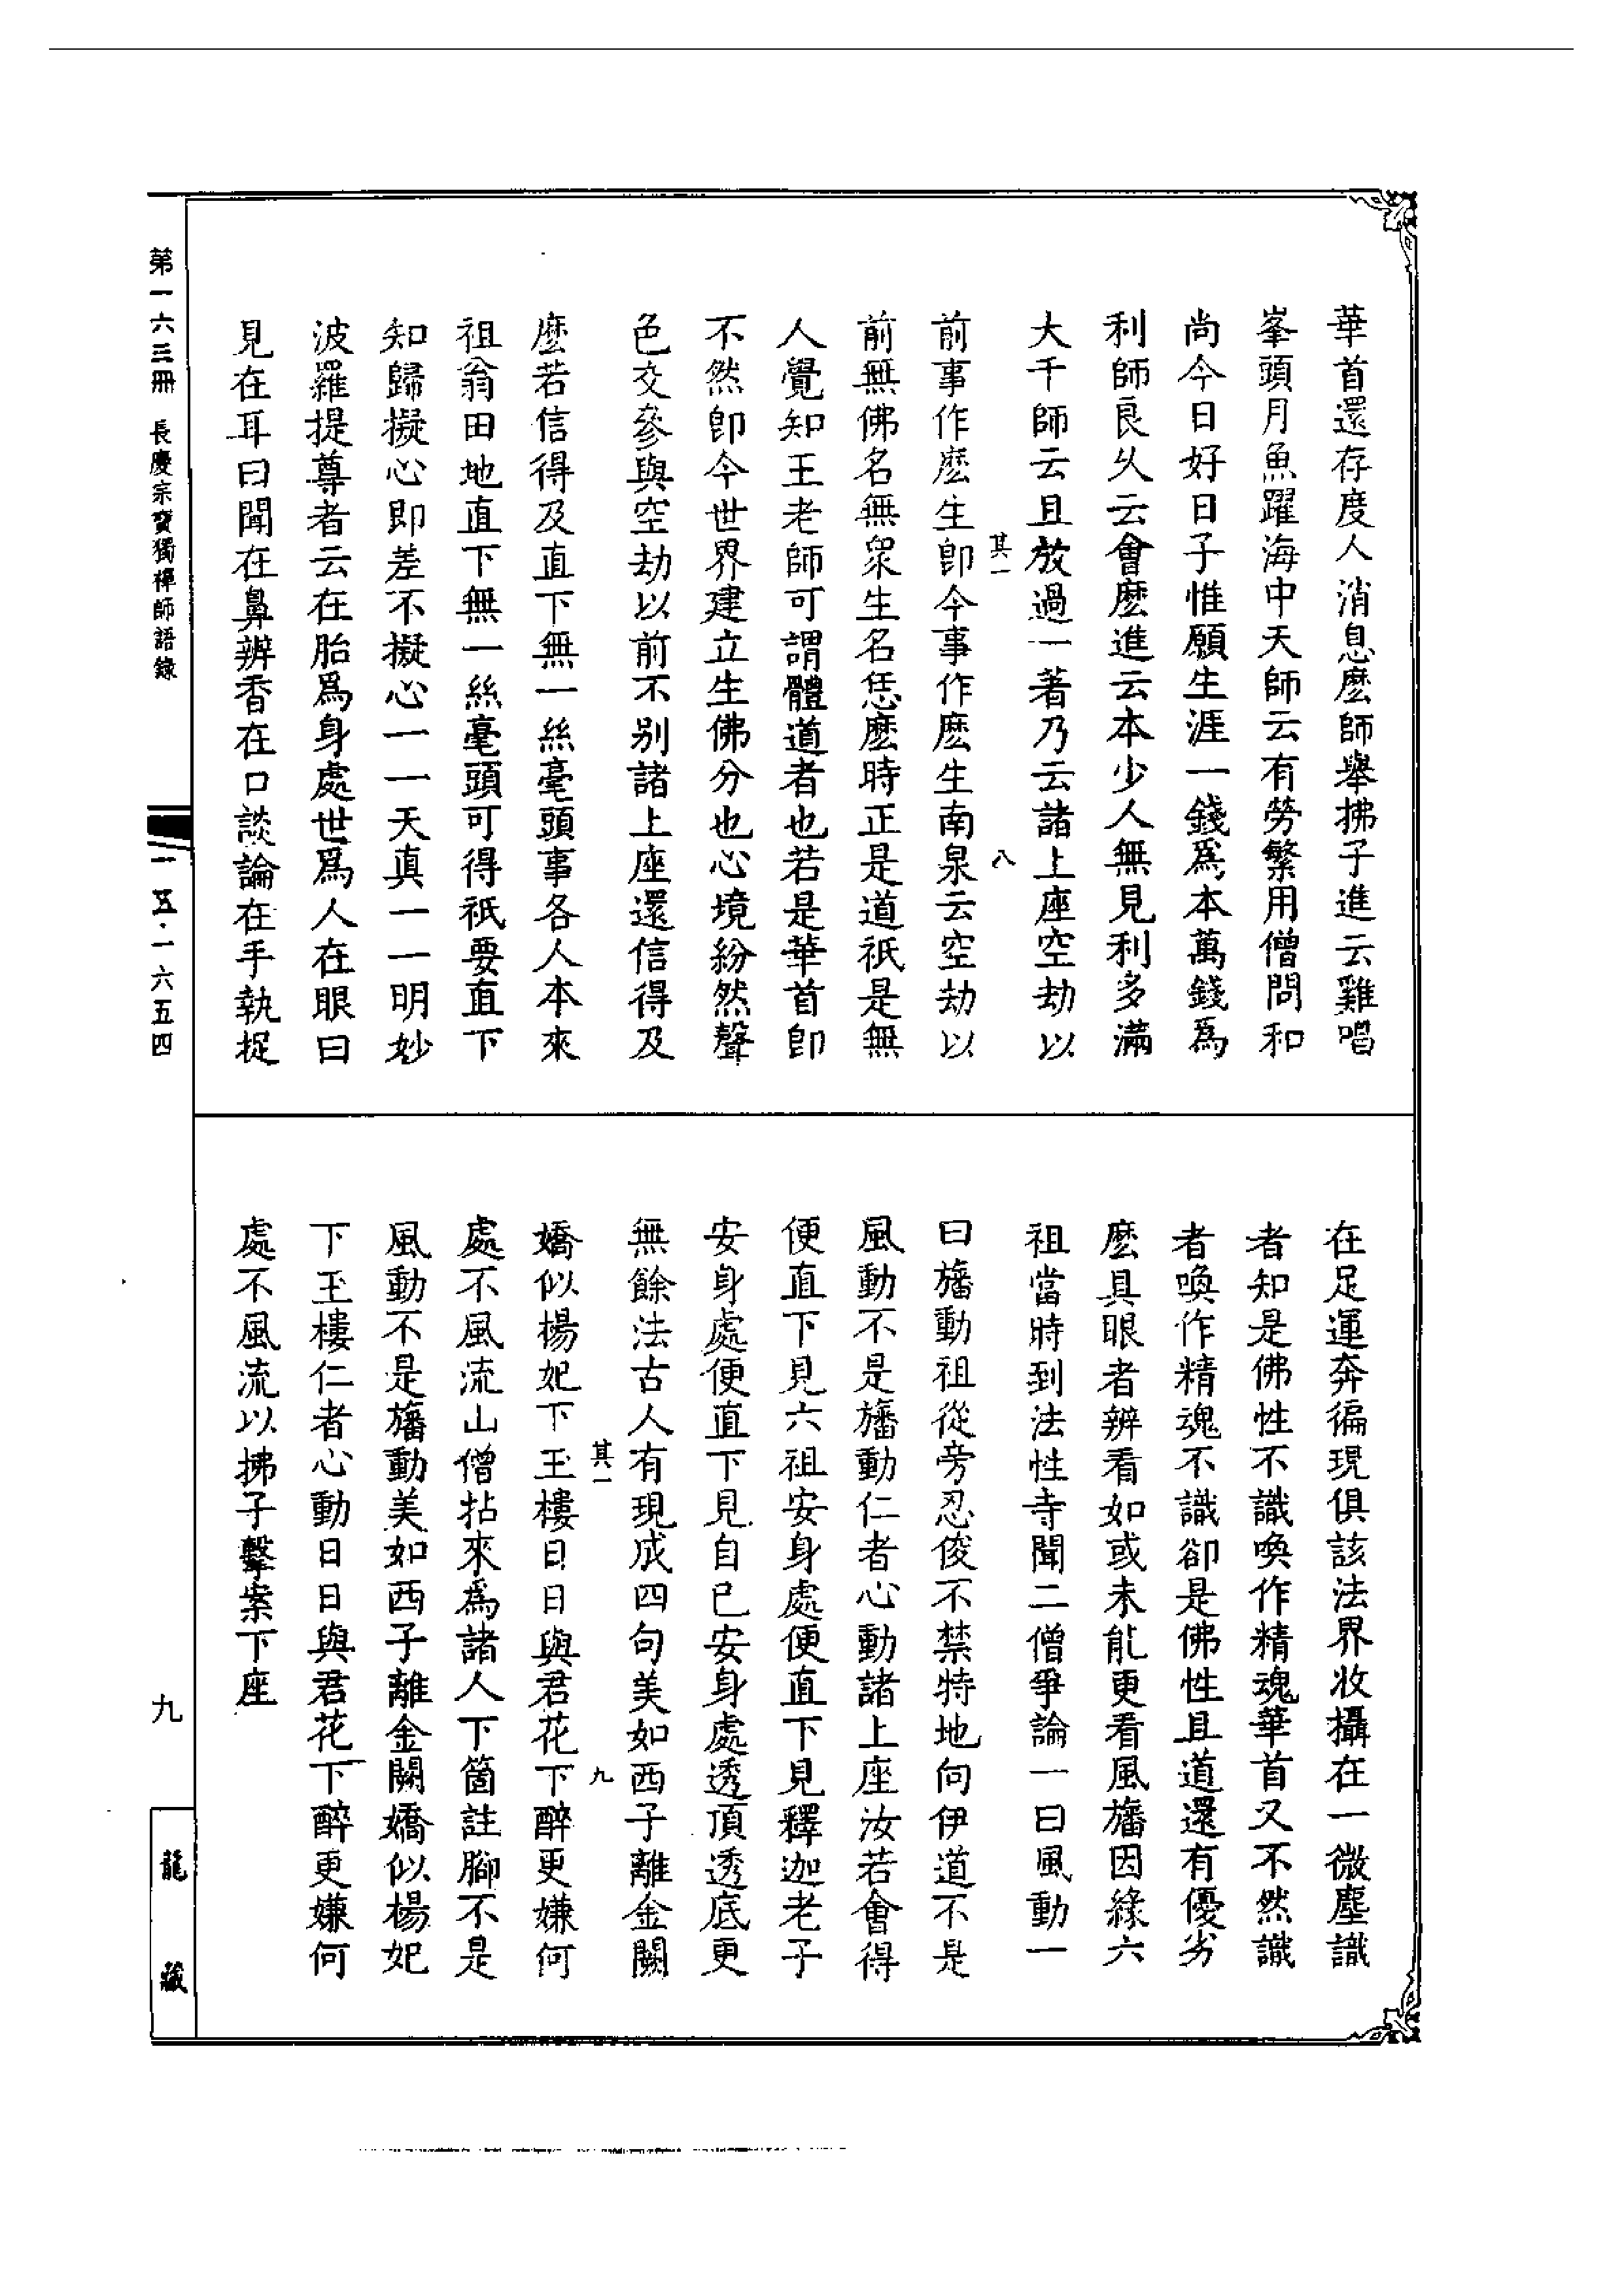 華首還存度人消息麽師舉拂子進云雞唱
峯頭月魚躍海中天師云有勞繁用僧問和
尚今日好日子惟願生涯一錢爲本萬錢爲
利師良久云會麽進云本少人無見利多滿
大千師云且放過一著乃云諸上座空劫以
其一 八
前事作麽生卽今事作麽生南泉云空劫以
前無佛名無衆生名恁麽時正是道祇是無
人覺知王老師可謂體道者也若是華首卽
不然卽今世界建立生佛分也心境紛然聲
色交參與空劫以前不别諸上座還信得及
麽若信得及直下無一絲毫頭事各人本來
祖翁田地直下無一絲毫頭可得祇要直下
知歸擬心即差不擬心一一天真一一明妙
波羅提尊者云在胎爲身處世爲人在眼曰
見在耳曰聞在鼻辨香在口談論在手執捉
在足運奔徧現俱該法界收攝在一微塵識
者知是佛性不識喚作精魂華首又不然識
者喚作精魂不識卻是佛性且道還有優劣
麽具眼者辨看如或未能更看風旛因緣六
祖當時到法性寺聞二僧爭論一曰風動一
曰旛動祖從旁忍俊不禁特地向伊道不是
風動不是旛動仁者心動諸上座汝若會得
便直下見六祖安身處便直下見釋迦老子
安身處便直下見自已安身處透頂透底更
無餘法古人有現成四句美如西子離金闕
其一 九
嬌似楊妃下玉樓日日與君花下醉更嫌何
處不風流山僧拈來爲諸人下箇註腳不是
風動不是旛動美如西子離金闕嬌似楊妃
下玉樓仁者心動日日與君花下醉更嫌何
處不風流以拂子擊案下座
第一六三冊 長慶宗寶獨禪師語錄
一五·一六五四
九
龍藏